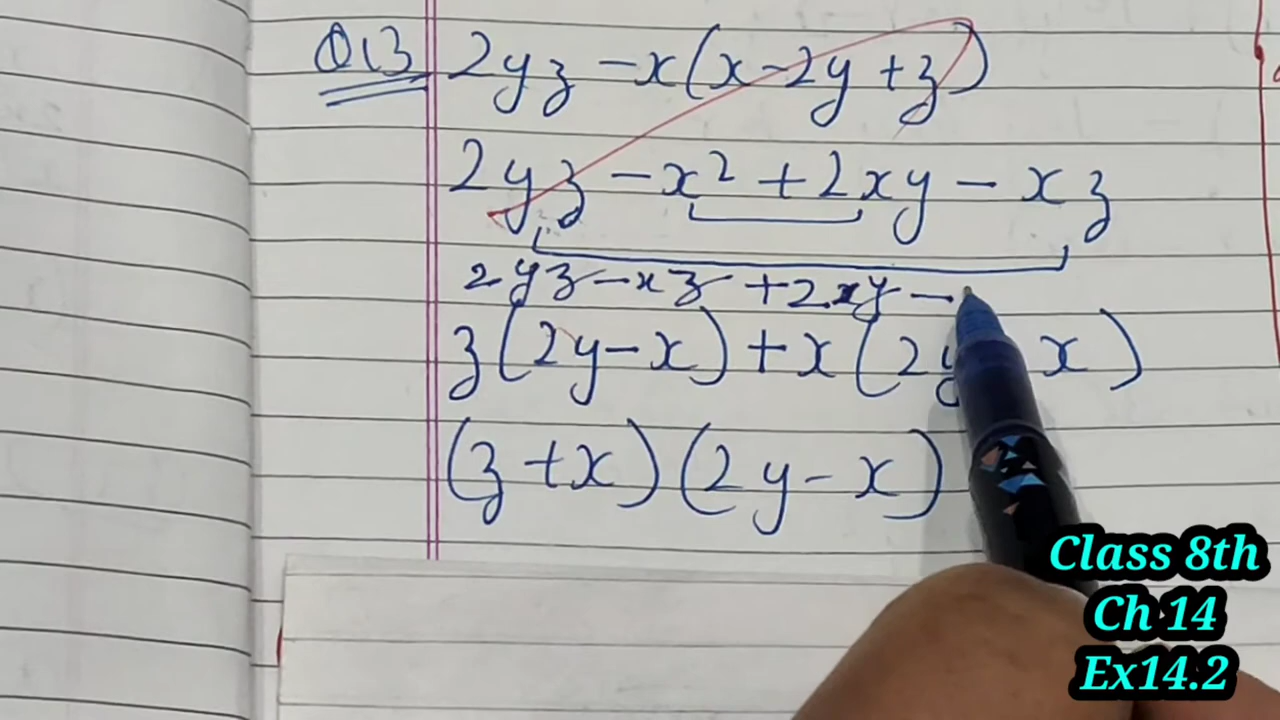 Q13 2yz - x(x - 2y + z)
2yz - x² + 2xy - xz
2yz - xz + 2xy -
z(2y - x) + x(2y x)
(z + x)(2y - x)
Class 8th
Ch 14
Ex14.2